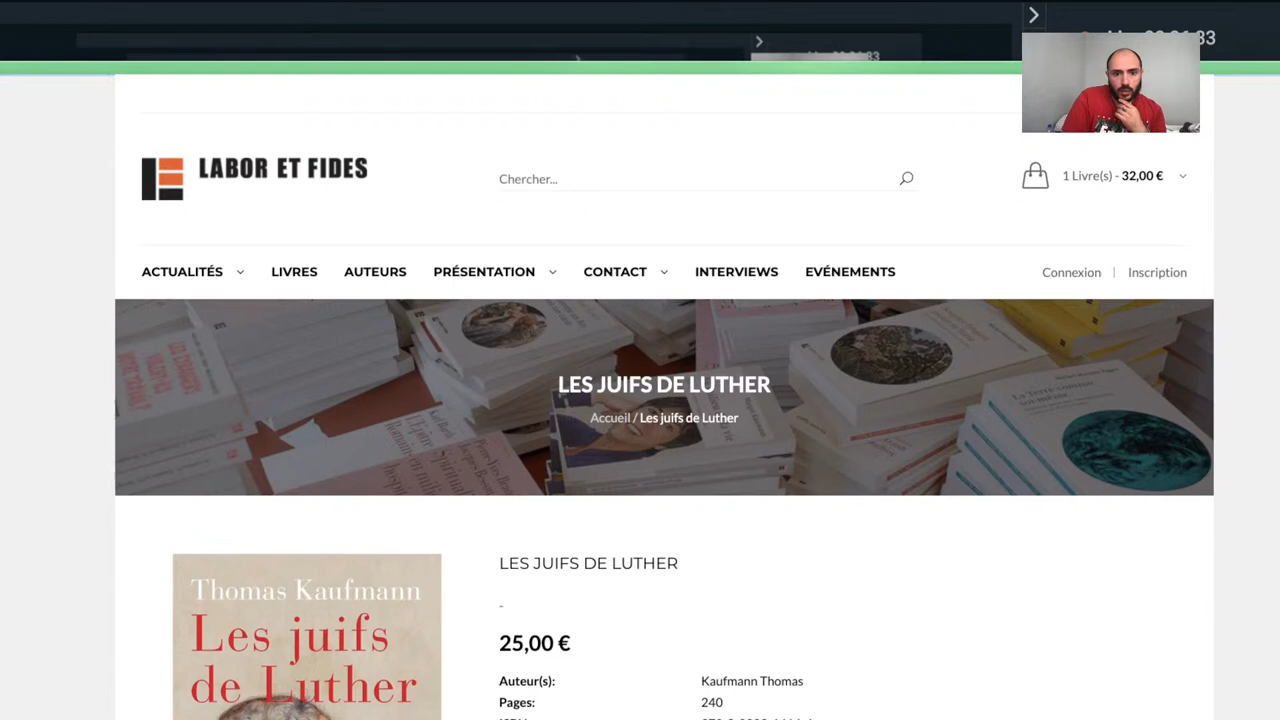 LABOR ET FIDES
Chercher...
1 Livre(s) - 32,00 €
ACTUALITÉS
LIVRES
AUTEURS
PRÉSENTATION
CONTACT
INTERVIEWS
EVÉNEMENTS
Connexion | Inscription
LES JUIFS DE LUTHER
Accueil / Les juifs de Luther
LES JUIFS DE LUTHER
-
25,00 €
Auteur(s): Kaufmann Thomas
Pages: 240
Thomas Kaufmann
Les juifs
de Luther